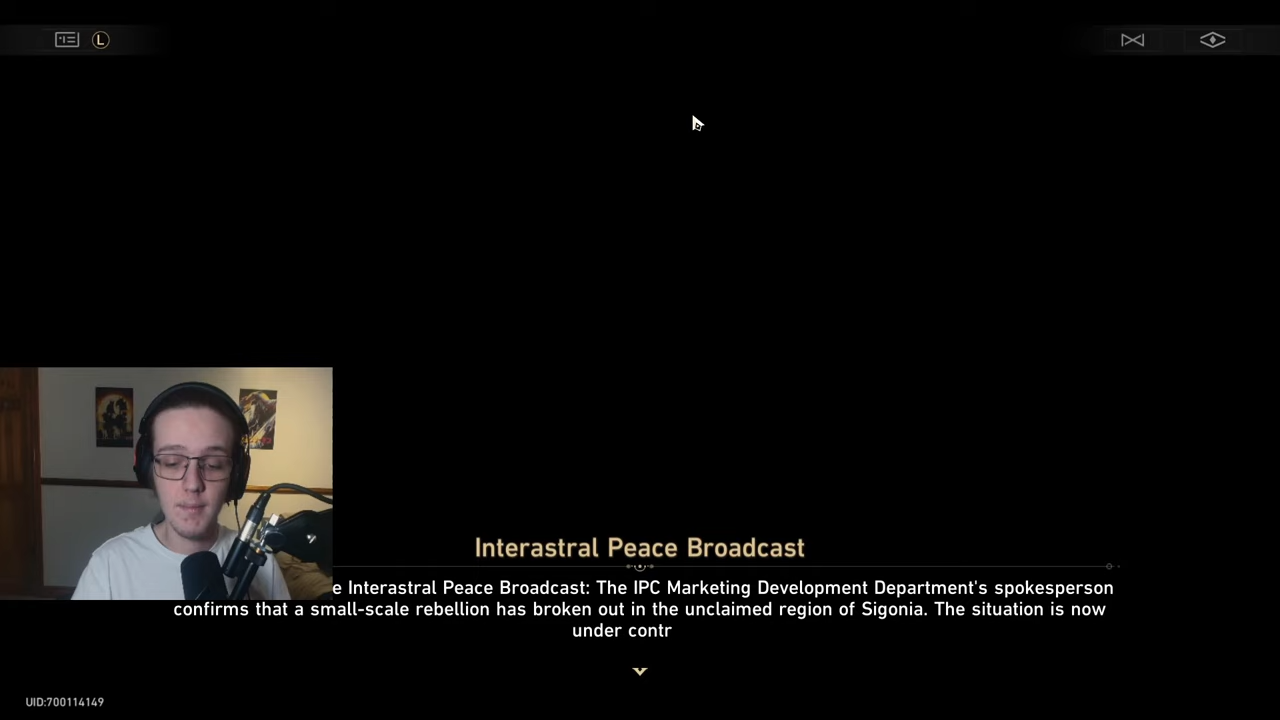 L
Interastral Peace Broadcast
e Interastral Peace Broadcast: The IPC Marketing Development Department's spokesperson
confirms that a small-scale rebellion has broken out in the unclaimed region of Sigonia. The situation is now
under contr
UID:700114149